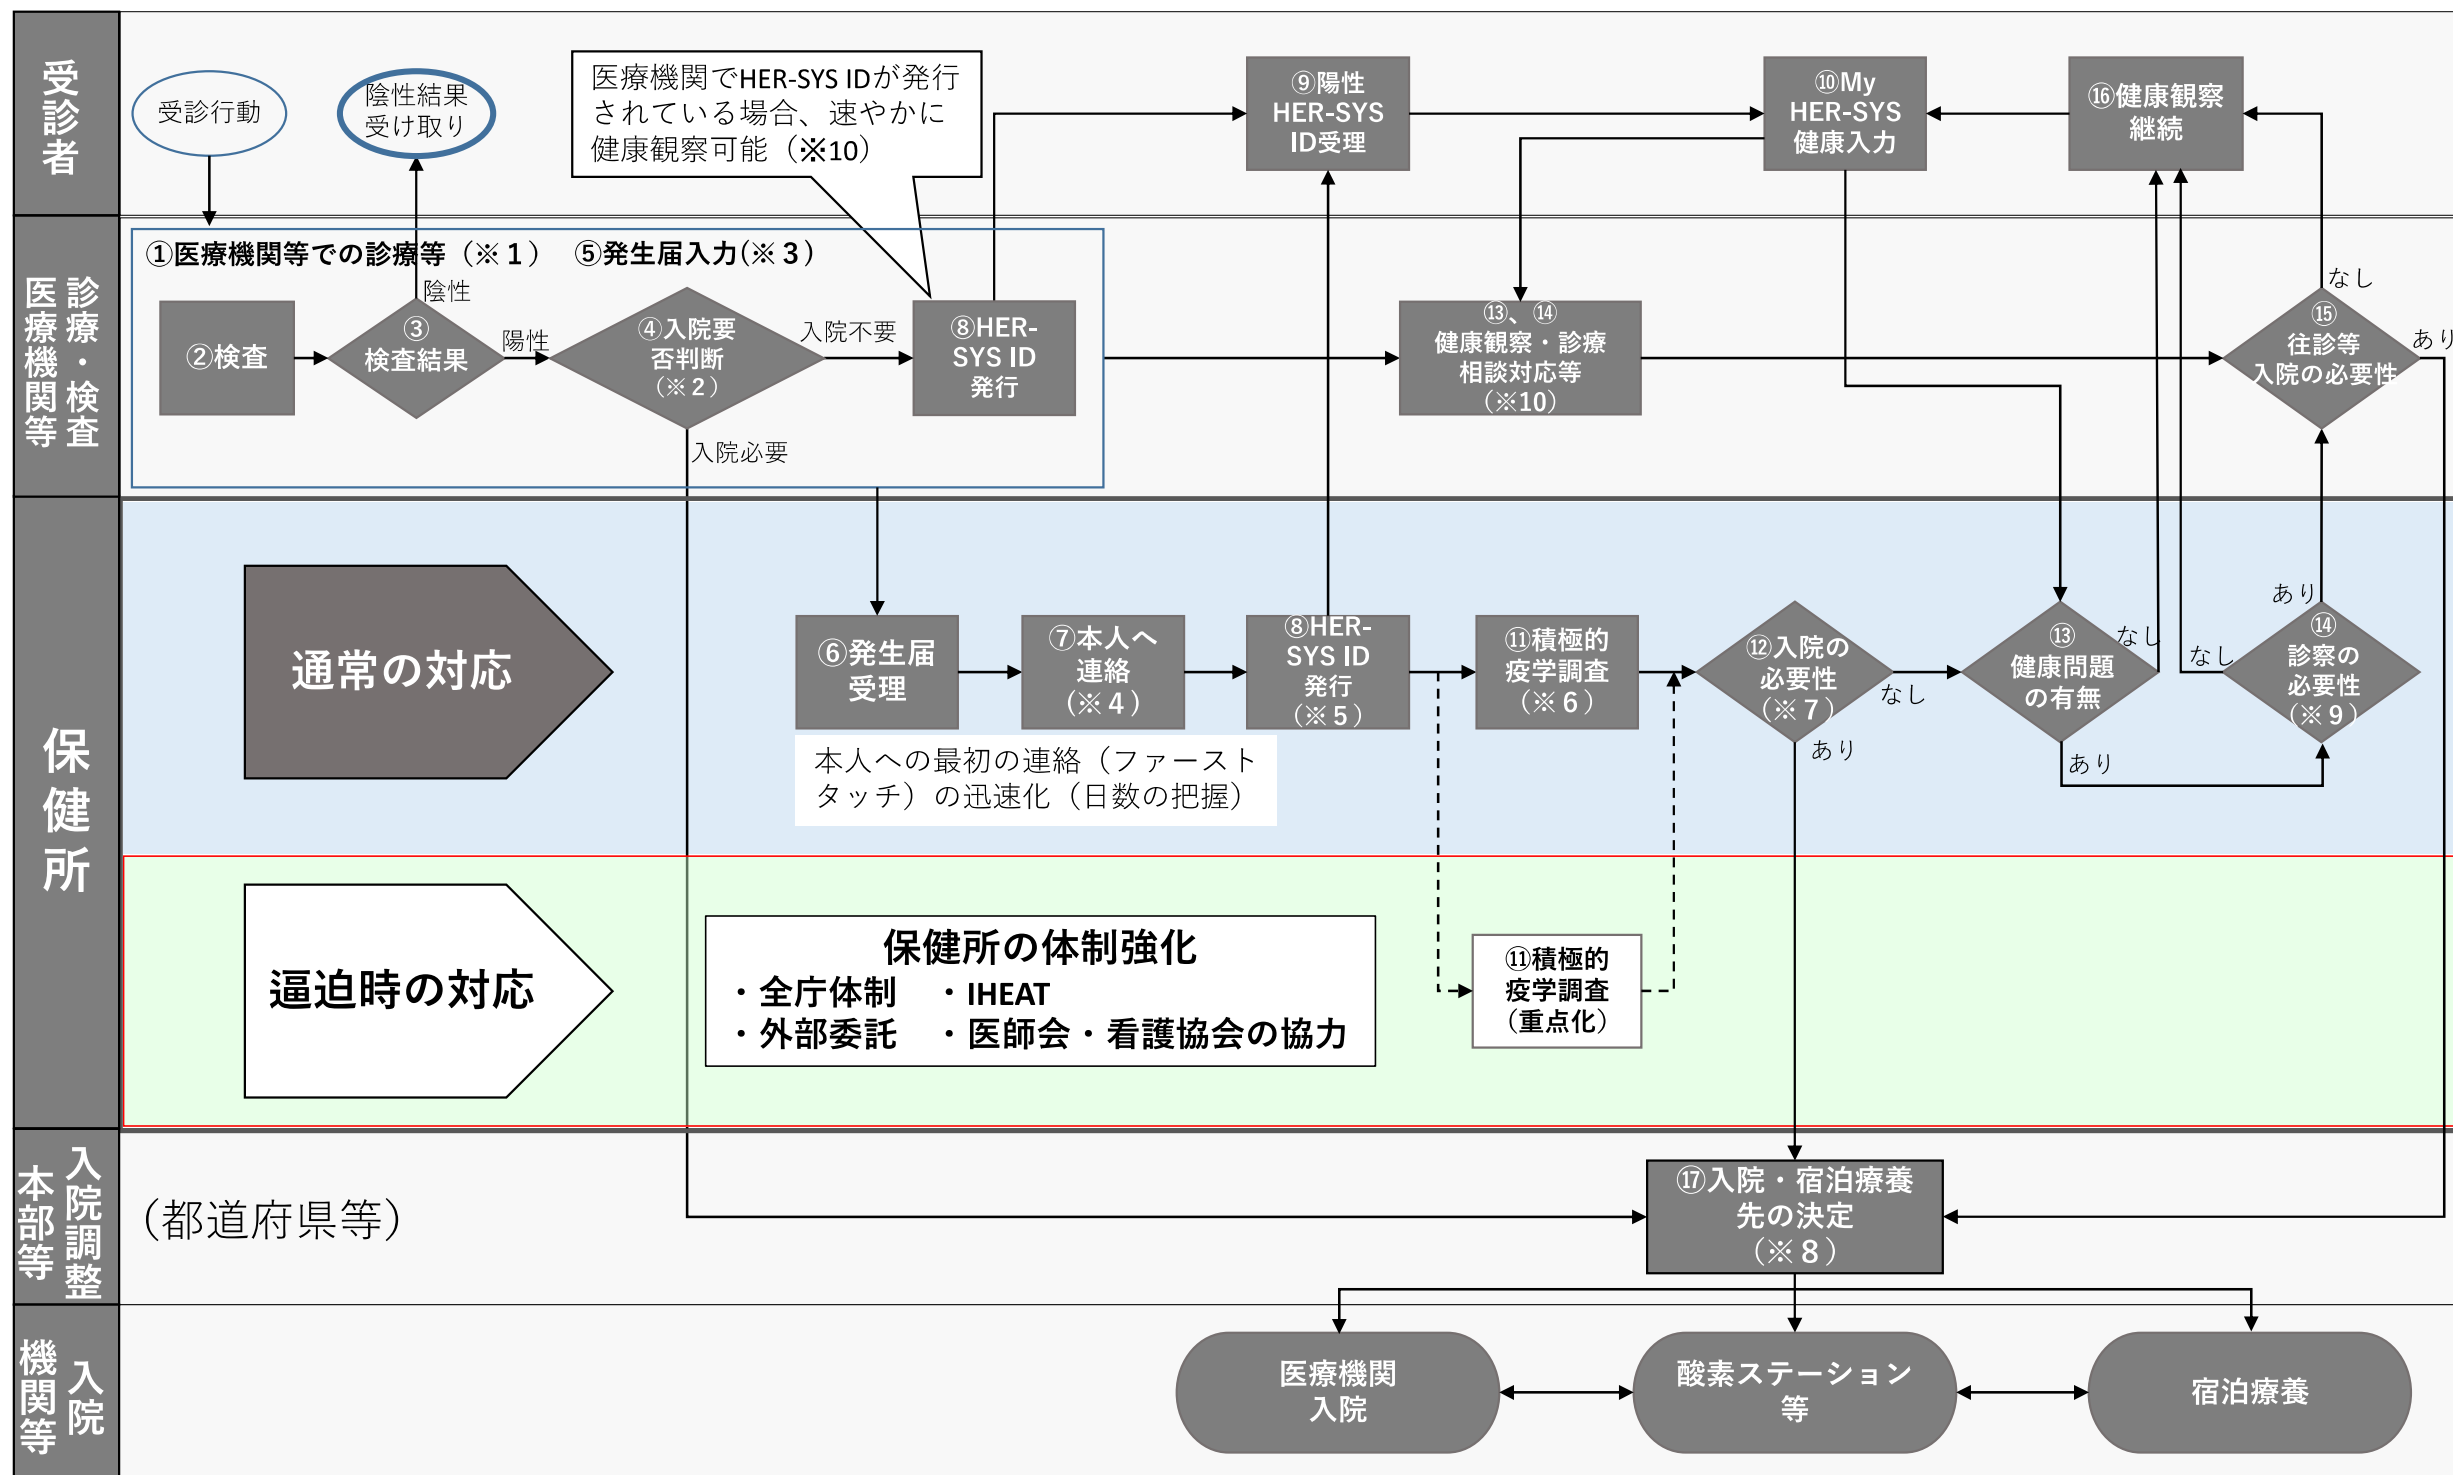 受診者
受診行動
陰性結果
受け取り
医療機関でHER-SYS IDが発行
されている場合、速やかに
健康観察可能（※10）
⑨陽性
HER-SYS
ID受理
⑩My
HER-SYS
健康入力
⑯健康観察
継続
診療・検査
医療機関等
①医療機関等での診療等（※１）
⑤発生届入力(※３)
②検査
③
検査結果
陰性
陽性
④入院要
否判断
（※２）
入院不要
入院必要
⑧HER-
SYS ID
発行
⑬、⑭
健康観察・診療
相談対応等
（※10）
⑮
往診等
入院の必要性
なし
あり
保健所
通常の対応
⑥発生届
受理
⑦本人へ
連絡
（※４）
⑧HER-
SYS ID
発行
（※５）
⑪積極的
疫学調査
（※６）
⑫入院の
必要性
（※７）
なし
あり
⑬
健康問題
の有無
なし
あり
⑭
診察の
必要性
（※９）
なし
あり
本人への最初の連絡（ファースト
タッチ）の迅速化（日数の把握）
逼迫時の対応
保健所の体制強化
・全庁体制　・IHEAT
・外部委託　・医師会・看護協会の協力
⑪積極的
疫学調査
（重点化）
入院調整
本部等
（都道府県等）
⑰入院・宿泊療養
先の決定
（※８）
入院
機関等
医療機関
入院
酸素ステーション
等
宿泊療養